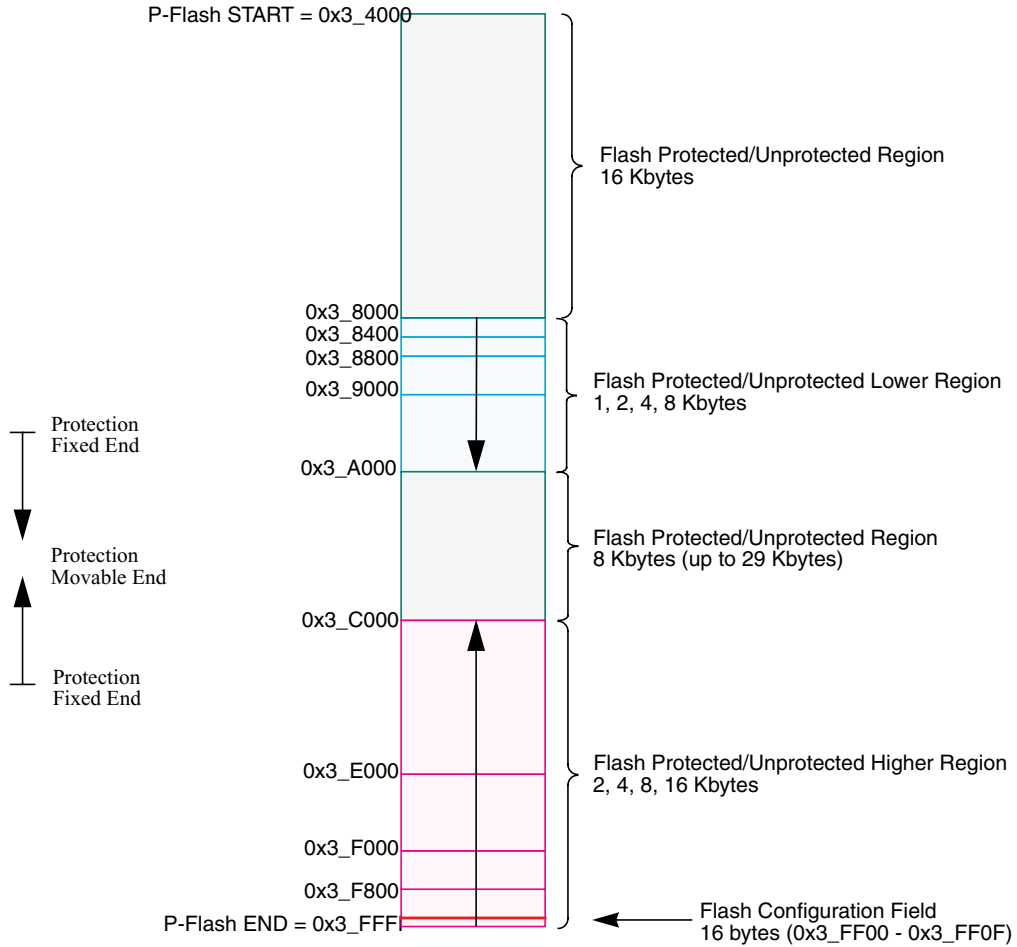 P-Flash START = 0x3_4000
Flash Protected/Unprotected Region
16 Kbytes
0x3_8000
0x3_8400
0x3_8800
0x3_9000
Flash Protected/Unprotected Lower Region
1, 2, 4, 8 Kbytes
Protection
Fixed End
0x3_A000
Flash Protected/Unprotected Region
8 Kbytes (up to 29 Kbytes)
Protection
Movable End
0x3_C000
Protection
Fixed End
0x3_E000
Flash Protected/Unprotected Higher Region
2, 4, 8, 16 Kbytes
0x3_F000
0x3_F800
P-Flash END = 0x3_FFFF
Flash Configuration Field
16 bytes (0x3_FF00 - 0x3_FF0F)